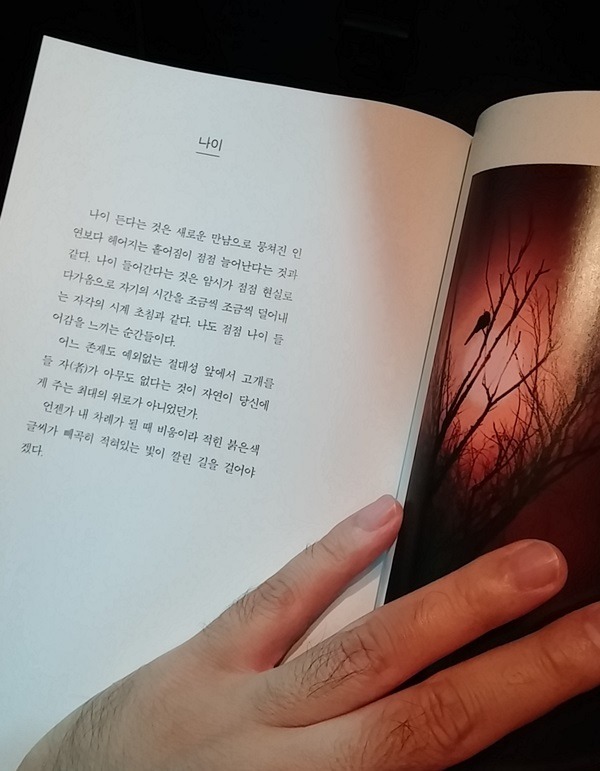 나이
나이 든다는 것은 새로운 만남으로 뭉쳐진 인
연보다 헤어지는 흩어짐이 점점 늘어난다는 것과
같다. 나이 들어간다는 것은 암시가 점점 현실로
다가옴으로 자기의 시간을 조금씩 조금씩 덜어내
는 자각의 시계 초침과 같다. 나도 점점 나이 들
어감을 느끼는 순간들이다.
어느 존재도 예외없는 절대성 앞에서 고개를
들 자(者)가 아무도 없다는 것이 자연이 당신에
게 주는 최대의 위로가 아니었던가.
언젠가 내 차례가 될 때 비움이라 적힌 붉은색
글씨가 빼곡히 적혀있는 빛이 깔린 길을 걸어야
겠다.